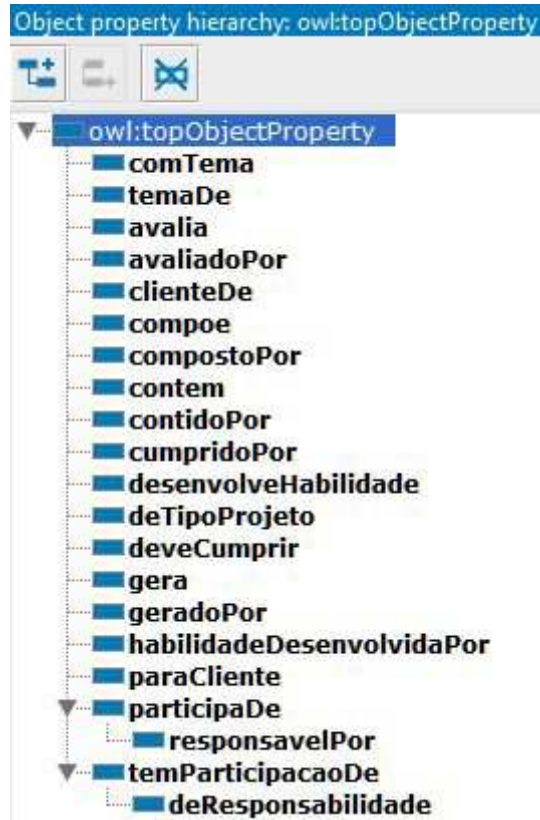 Object property hierarchy: owl:topObjectProperty
owl:topObjectProperty
comTema
temaDe
avalia
avaliadoPor
clienteDe
compoe
compostoPor
contem
contidoPor
cumpridoPor
desenvolveHabilidade
deTipoProjeto
deveCumprir
gera
geradoPor
habilidadeDesenvolvidaPor
paraCliente
participaDe
responsavelPor
temParticipacaoDe
deResponsabilidade